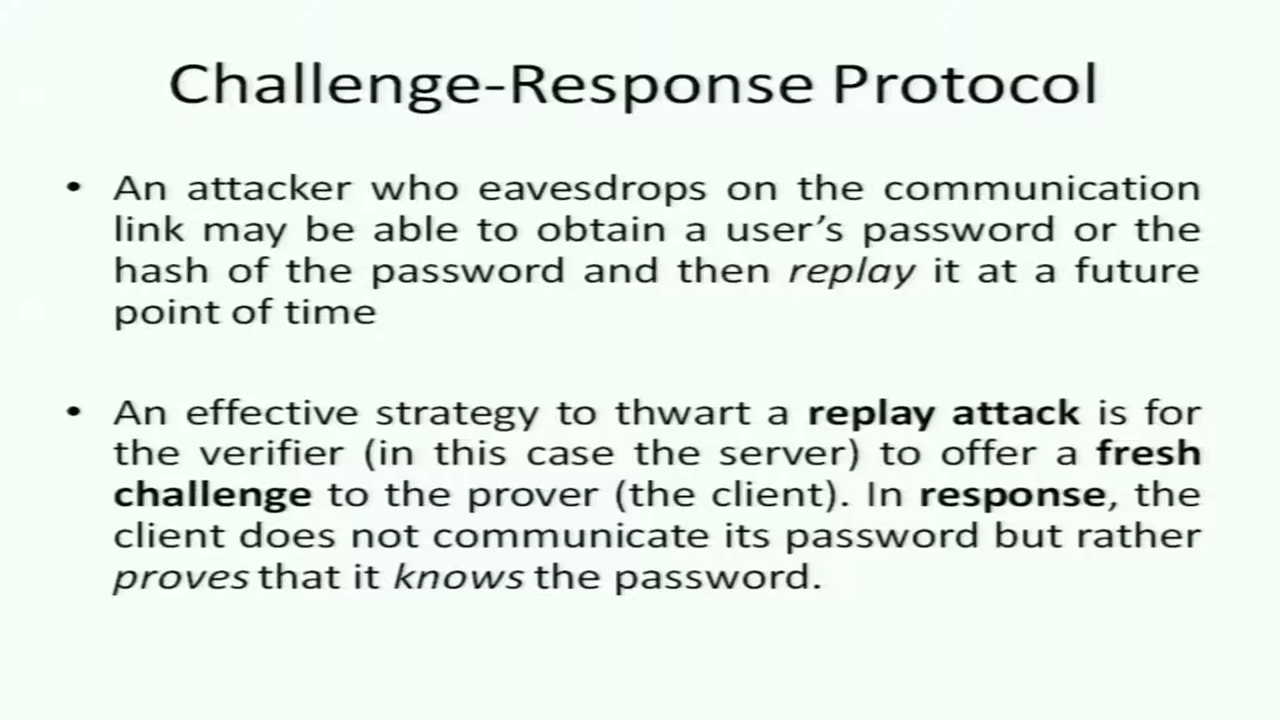 Challenge-Response Protocol
• An attacker who eavesdrops on the communication
link may be able to obtain a user’s password or the
hash of the password and then replay it at a future
point of time
• An effective strategy to thwart a replay attack is for
the verifier (in this case the server) to offer a fresh
challenge to the prover (the client). In response, the
client does not communicate its password but rather
proves that it knows the password.